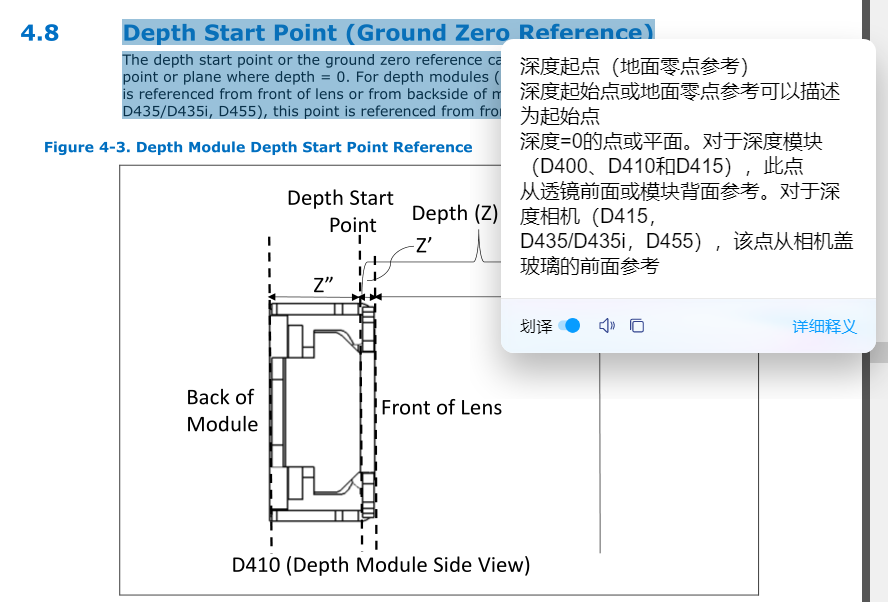 4.8 Depth Start Point (Ground Zero Reference)
The depth start point or the ground zero reference ca
point or plane where depth = 0. For depth modules (
is referenced from front of lens or from backside of m
D435/D435i, D455), this point is referenced from fro
Figure 4-3. Depth Module Depth Start Point Reference
Depth Start
Point
Depth (Z)
Z’
Z”
Back of
Module
Front of Lens
D410 (Depth Module Side View)
深度起点（地面零点参考）
深度起始点或地面零点参考可以描述
为起始点
深度=0的点或平面。对于深度模块
（D400、D410和D415），此点
从透镜前面或模块背面参考。对于深
度相机（D415，
D435/D435i，D455），该点从相机盖
玻璃的前面参考
划译
详细释义